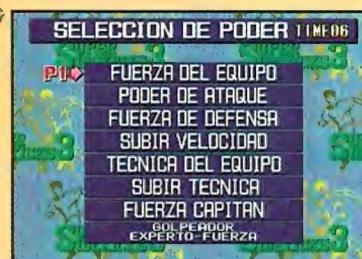 SELECCION DE PODER TIME06
P1 FUERZA DEL EQUIPO
PODER DE ATAQUE
FUERZA DE DEFENSA
SUBIR VELOCIDAD
TECNICA DEL EQUIPO
SUBIR TECNICA
FUERZA CAPITAN
GOLPEADOR
EXPERTO-FUERZA